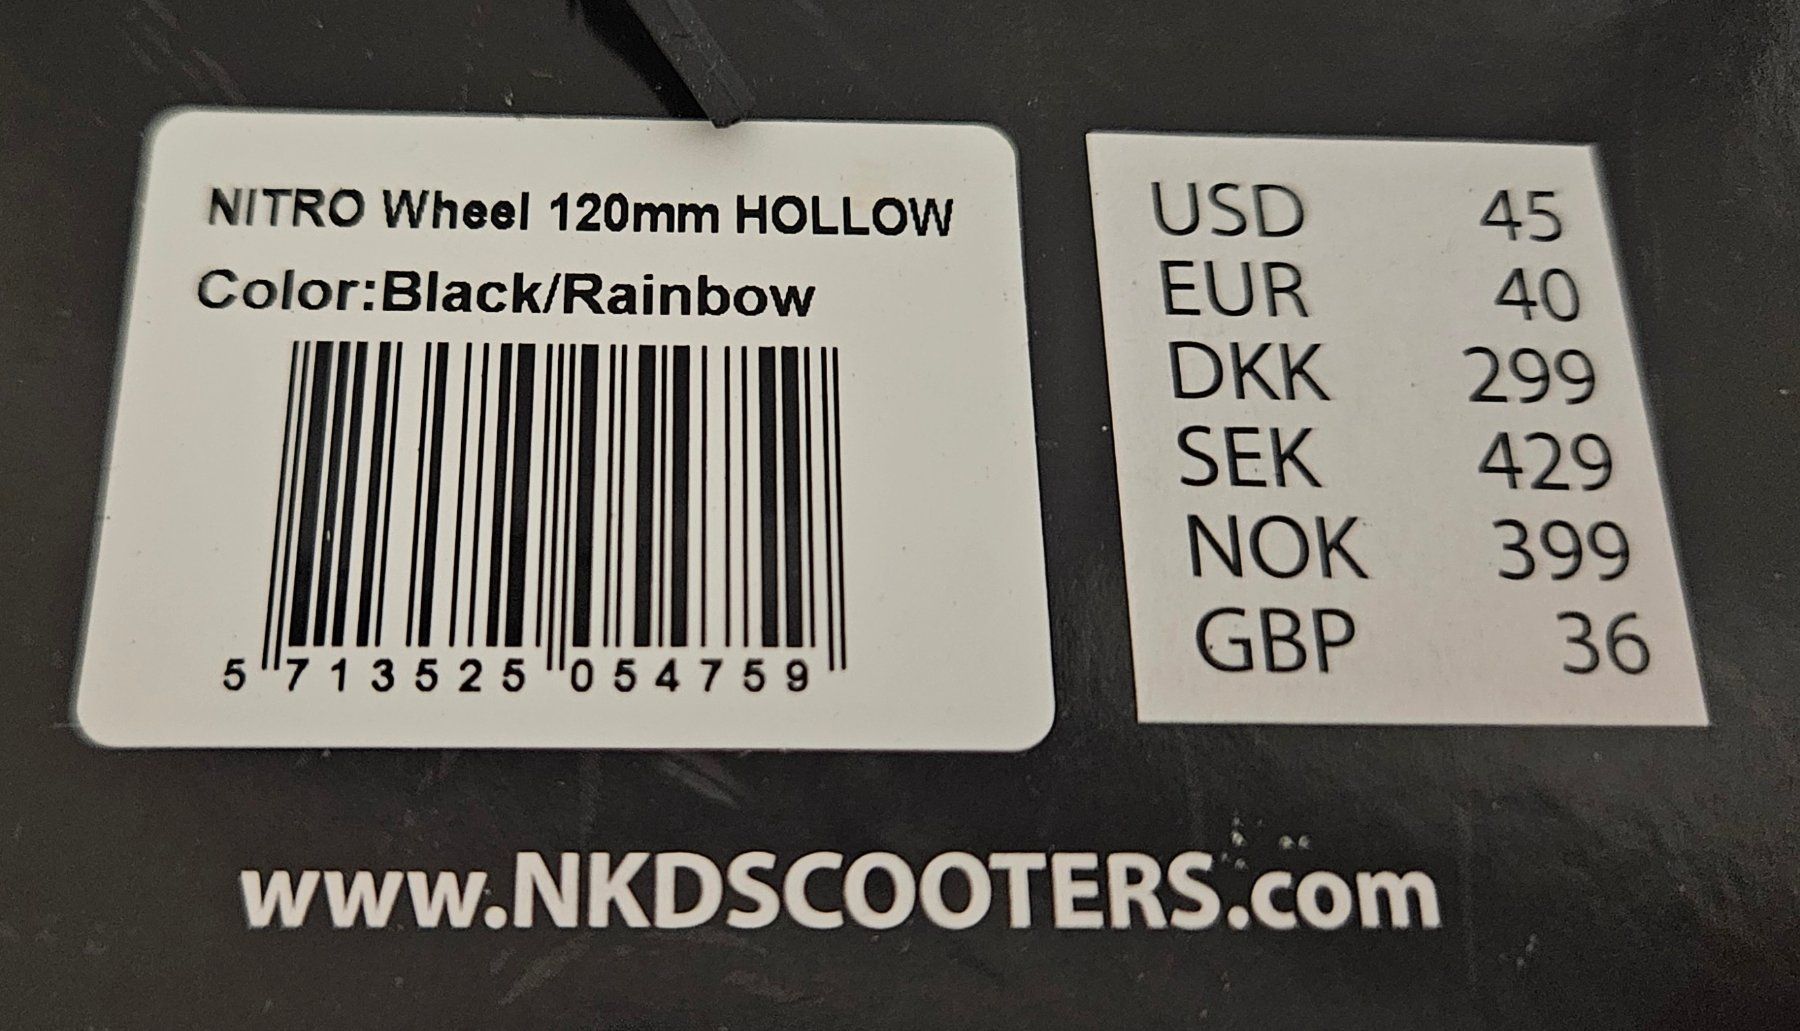 NITRO Wheel 120mm HOLLOW
Color:Black/Rainbow
5 713525 054759
USD 45
EUR 40
DKK 299
SEK 429
NOK 399
GBP 36
www.NKDSCOOTERS.com